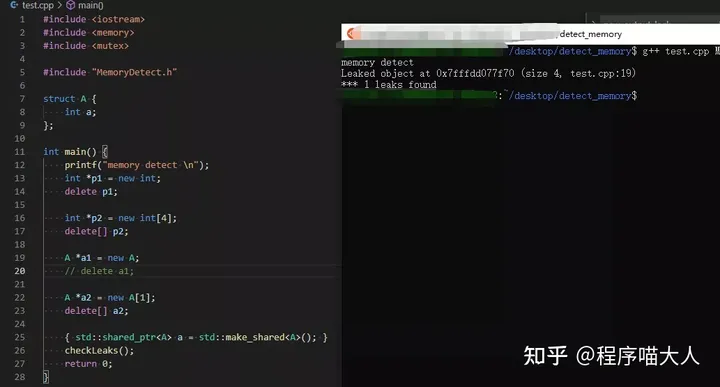 test.cpp > main()
1 #include <iostream>
2 #include <memory>
3 #include <mutex>
4
5 #include "MemoryDetect.h"
6
7 struct A {
8 int a;
9 };
10
11 int main() {
12 printf("memory detect \n");
13 int *p1 = new int;
14 delete p1;
15
16 int *p2 = new int[4];
17 delete[] p2;
18
19 A *a1 = new A;
20 // delete a1;
21
22 A *a2 = new A[1];
23 delete[] a2;
24
25 { std::shared_ptr<A> a = std::make_shared<A>(); }
26 checkLeaks();
27 return 0;
28 }
/desktop/detect_memory
/desktop/detect_memory$ g++ test.cpp M
memory detect
Leaked object at 0x7fffdd077f70 (size 4, test.cpp:19)
*** 1 leaks found
:~/desktop/detect_memory$
知乎 @程序喵大人